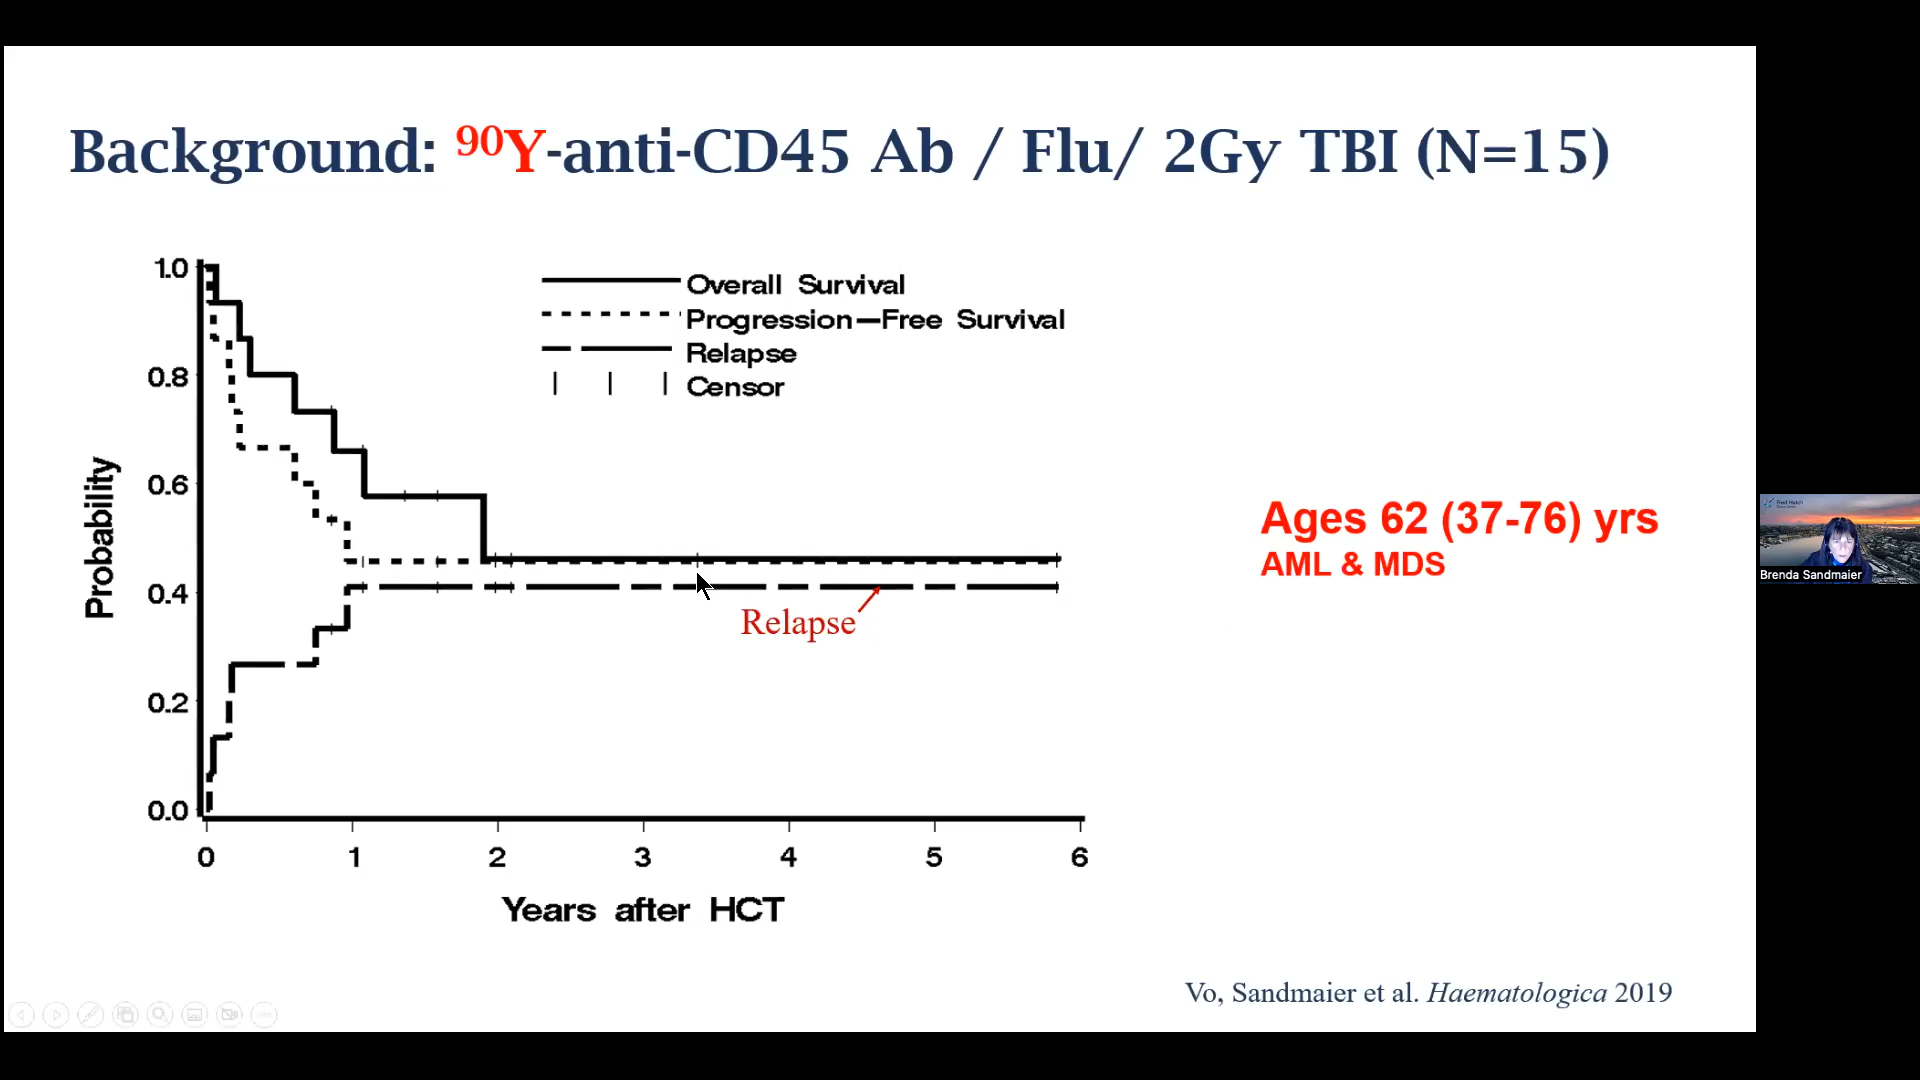 Background: ⁹⁰Y-anti-CD45 Ab / Flu/ 2Gy TBI (N=15)
Overall Survival
Progression—Free Survival
Relapse
Censor
1.0
0.8
0.6
0.4
0.2
0.0
Probability
Relapse
0 1 2 3 4 5 6
Years after HCT
Ages 62 (37-76) yrs
AML & MDS
Vo, Sandmaier et al. Haematologica 2019
Fred Hutch
Brenda Sandmaier